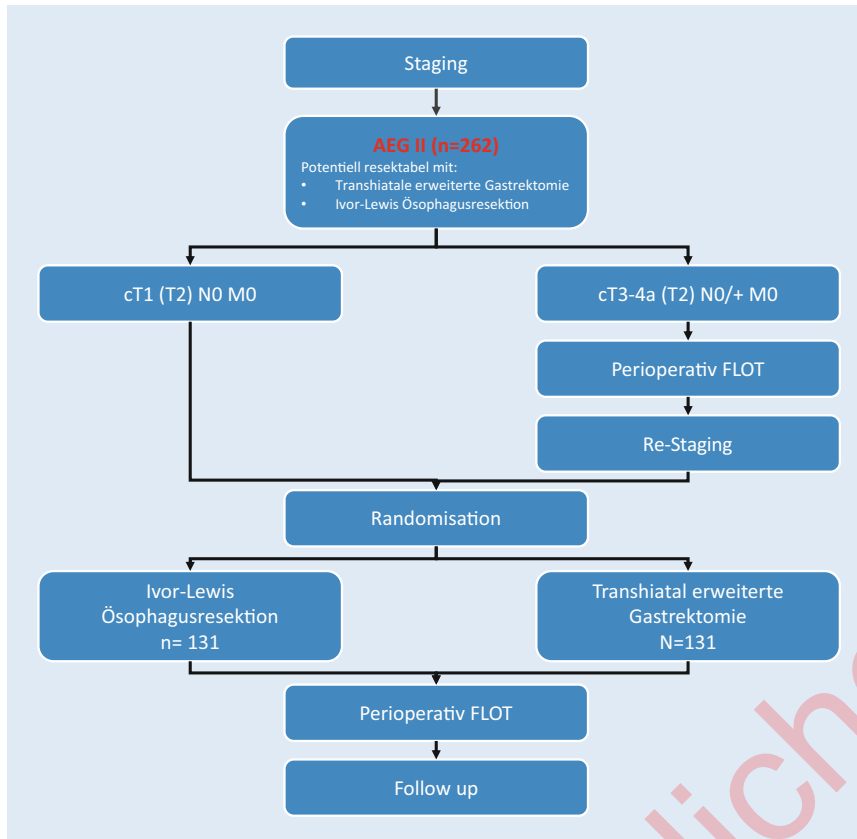 Staging
AEG II (n=262)
Potentiell resektabel mit:
• Transhiatale erweiterte Gastrektomie
• Ivor-Lewis Ösophagusresektion
cT1 (T2) N0 M0
cT3-4a (T2) N0/+ M0
Perioperativ FLOT
Re-Staging
Randomisation
Ivor-Lewis
Ösophagusresektion
n= 131
Transhiatal erweiterte
Gastrektomie
N=131
Perioperativ FLOT
Follow up